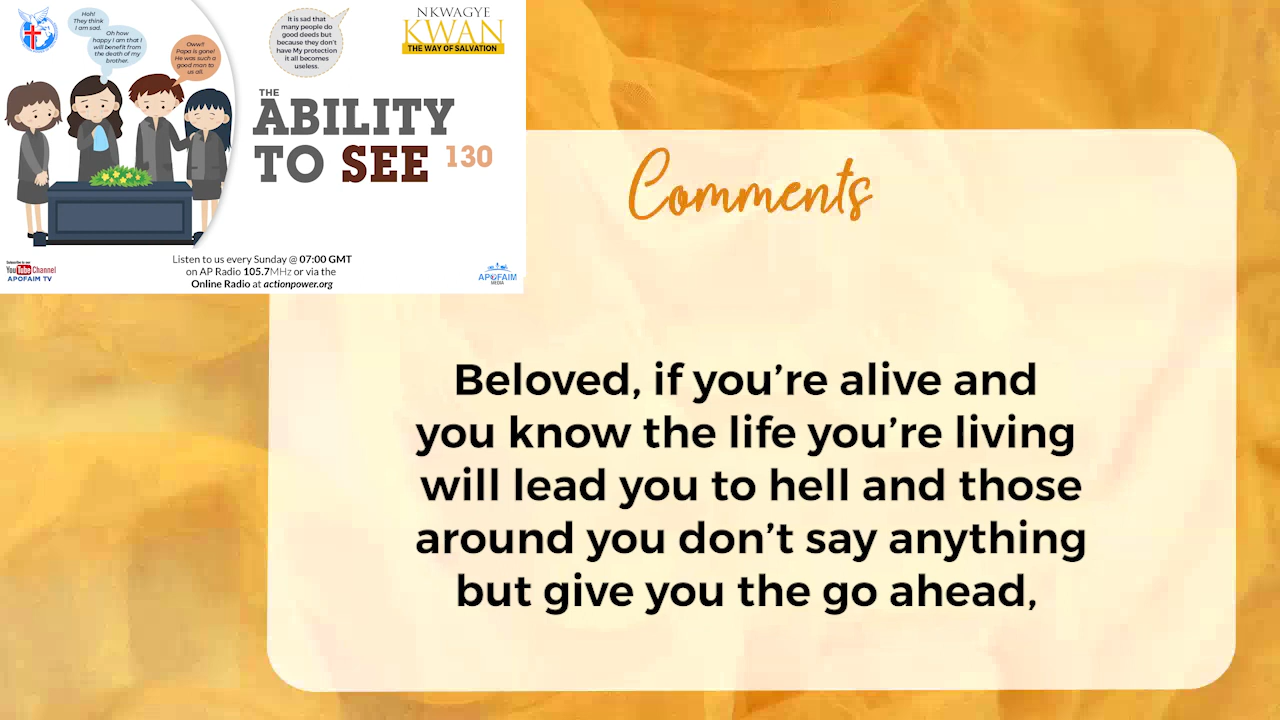 Hoh!
They think
I am sad.
Oh how
happy I am that I
will benefit from
the death of my
brother.
Oww!!
Papa is gone!
He was such a
good man to
us all.
It is sad that
many people do
good deeds but
because they don't
have My protection
it all becomes
useless.
NKWAGYE
KWAN
THE WAY OF SALVATION
THE
ABILITY
TO SEE 130
Listen to us every Sunday @ 07:00 GMT
on AP Radio 105.7MHz or via the
Online Radio at actionpower.org
Subscribe to our
YouTube Channel
APOFAIM TV
APOFAIM
MEDIA
Comments
Beloved, if you’re alive and
you know the life you’re living
will lead you to hell and those
around you don’t say anything
but give you the go ahead,